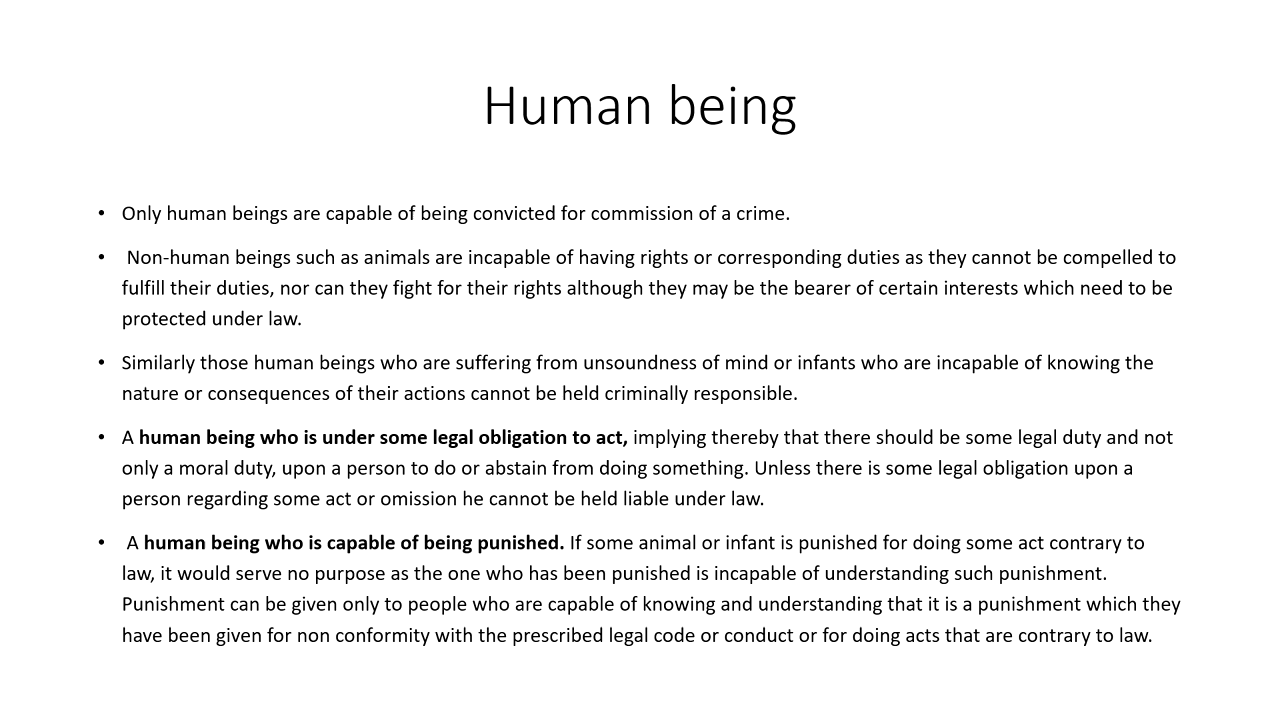 Human being
• Only human beings are capable of being convicted for commission of a crime.
• Non-human beings such as animals are incapable of having rights or corresponding duties as they cannot be compelled to
fulfill their duties, nor can they fight for their rights although they may be the bearer of certain interests which need to be
protected under law.
• Similarly those human beings who are suffering from unsoundness of mind or infants who are incapable of knowing the
nature or consequences of their actions cannot be held criminally responsible.
• A human being who is under some legal obligation to act, implying thereby that there should be some legal duty and not
only a moral duty, upon a person to do or abstain from doing something. Unless there is some legal obligation upon a
person regarding some act or omission he cannot be held liable under law.
• A human being who is capable of being punished. If some animal or infant is punished for doing some act contrary to
law, it would serve no purpose as the one who has been punished is incapable of understanding such punishment.
Punishment can be given only to people who are capable of knowing and understanding that it is a punishment which they
have been given for non conformity with the prescribed legal code or conduct or for doing acts that are contrary to law.